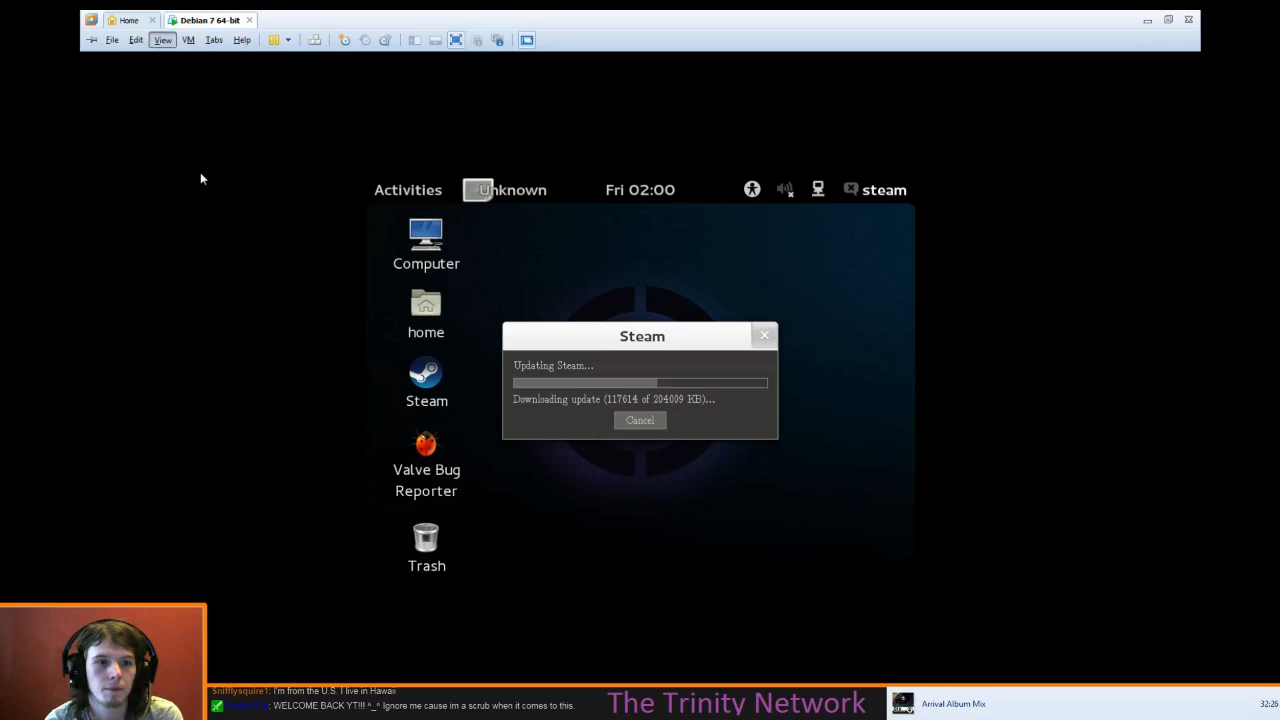 Home
Debian 7 64-bit
File Edit View VM Tabs Help
Activities Unknown Fri 02:00 steam
Computer
home
Steam
Valve Bug
Reporter
Trash
Steam
Updating Steam...
Downloading update (117614 of 204009 KB)...
Cancel
Snifflysquire1: I'm from the U.S. I live in Hawaii
WELCOME BACK YT!!! ^_^ Ignore me cause im a scrub when it comes to this.
The Trinity Network
Arrival Album Mix
32:26